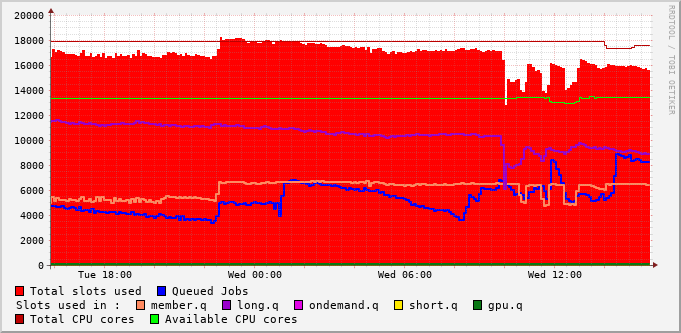 RRDTOOL / TOBI OETIKER
20000
18000
16000
14000
12000
10000
8000
6000
4000
2000
0
Tue 18:00 Wed 00:00 Wed 06:00 Wed 12:00
Total slots used Queued Jobs
Slots used in : member.q long.q ondemand.q short.q gpu.q
Total CPU cores Available CPU cores